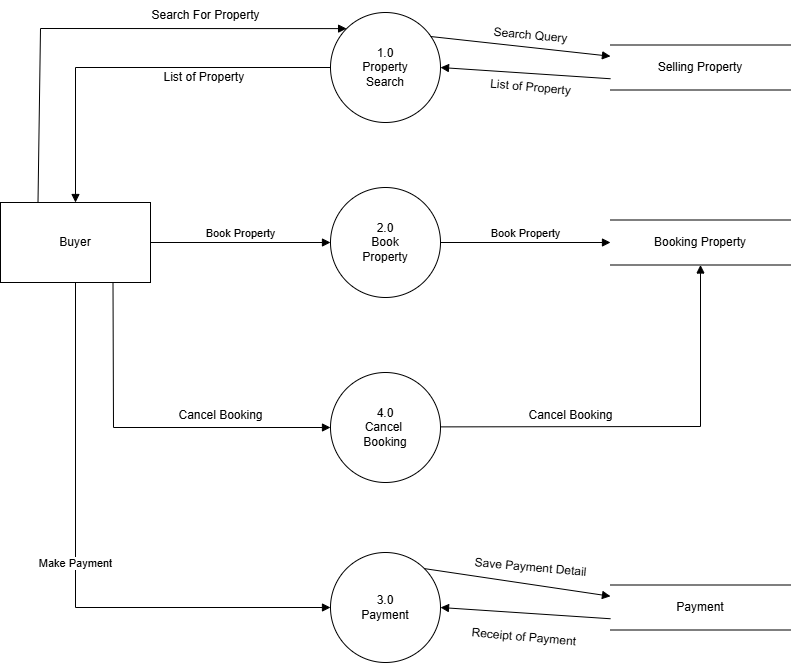 Search For Property
1.0
Property
Search
Search Query
Selling Property
List of Property
List of Property
Buyer
Book Property
2.0
Book
Property
Book Property
Booking Property
Cancel Booking
4.0
Cancel
Booking
Cancel Booking
Make Payment
3.0
Payment
Save Payment Detail
Payment
Receipt of Payment